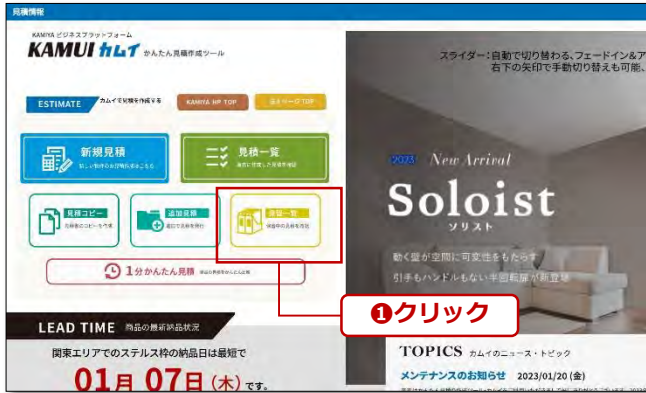 見積情報
KAMIYA ビジネスプラットフォーム
KAMUI カムイ かんたん見積作成ツール
ESTIMATE カムイで見積を作成する
KAMIYA HP TOP
新規見積
見積一覧
見積コピー
追加見積
1分かんたん見積
❶クリック
LEAD TIME 商品の最新納品状況
関東エリアでのステルス枠の納品日は最短で
01月 07日 (木) です。
スライダー：自動で切り替わる、フェードイン&ア
右下の矢印で手動切り替えも可能、
2023 New Arrival
Soloist
ソリスト
動く壁が空間に可変性をもたらす
引手もハンドルもない半回転扉が新登場
TOPICS カムイのニュース・トピック
メンテナンスのお知らせ 2023/01/20 (金)